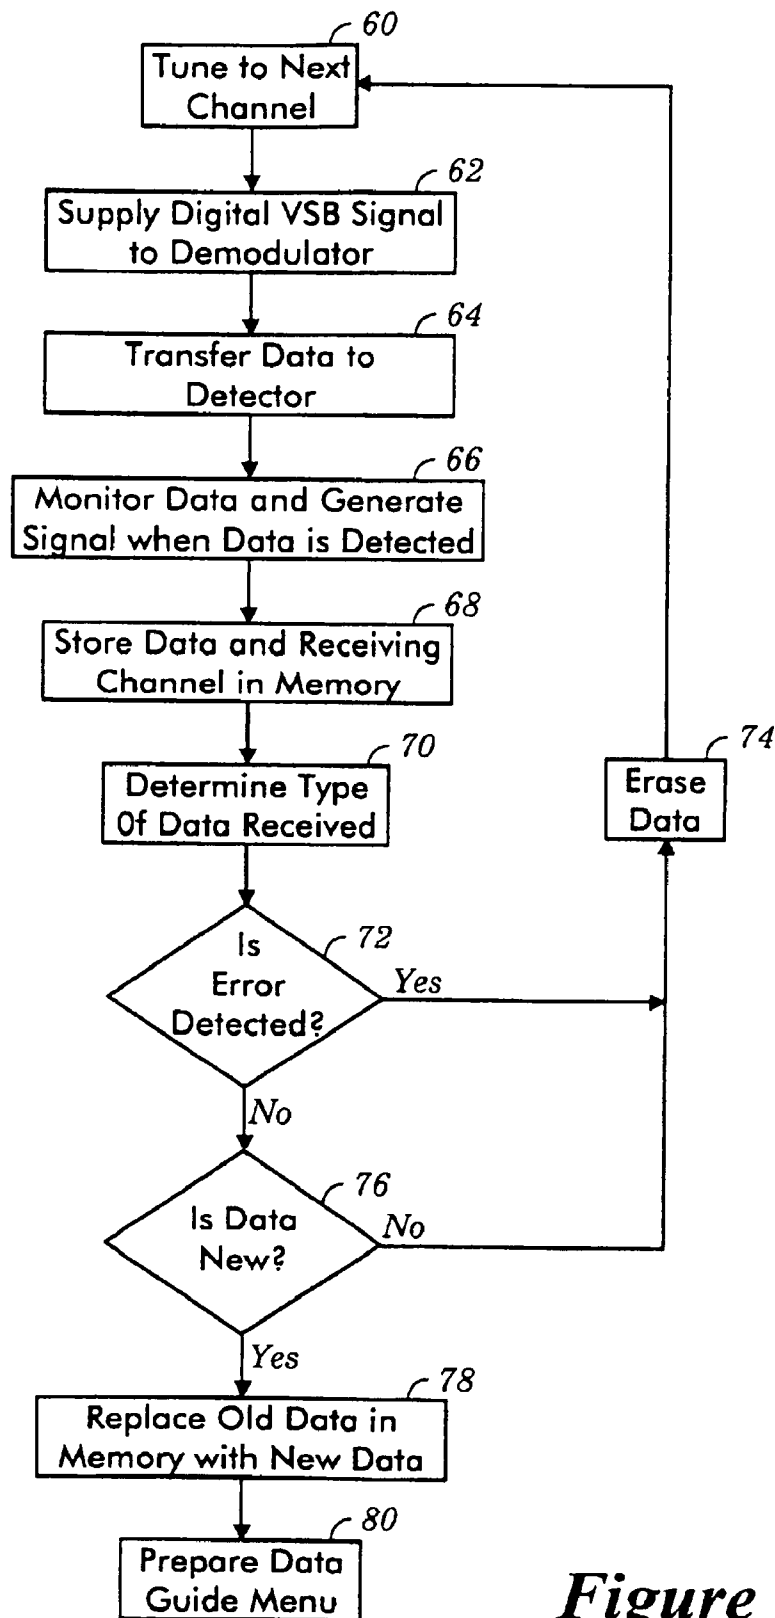 60
Tune to Next
Channel
62
Supply Digital VSB Signal
to Demodulator
64
Transfer Data to
Detector
66
Monitor Data and Generate
Signal when Data is Detected
68
Store Data and Receiving
Channel in Memory
70
Determine Type
Of Data Received
74
Erase
Data
72
Is
Error
Detected?
Yes
No
76
Is Data
New?
No
Yes
78
Replace Old Data in
Memory with New Data
80
Prepare Data
Guide Menu
Figure